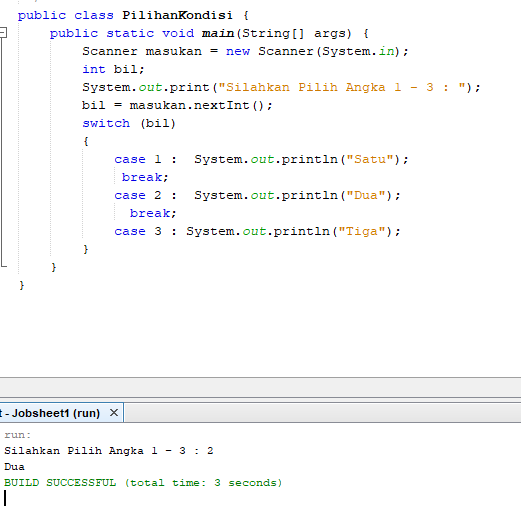 public class PilihanKondisi {
public static void main(String[] args) {
Scanner masukan = new Scanner(System.in);
int bil;
System.out.print("Silahkan Pilih Angka 1 - 3 : ");
bil = masukan.nextInt();
switch (bil)
{
case 1 :  System.out.println("Satu");
break;
case 2 :  System.out.println("Dua");
break;
case 3 : System.out.println("Tiga");
}
}
}
t - Jobsheet1 (run) ×
run:
Silahkan Pilih Angka 1 - 3 : 2
Dua
BUILD SUCCESSFUL (total time: 3 seconds)